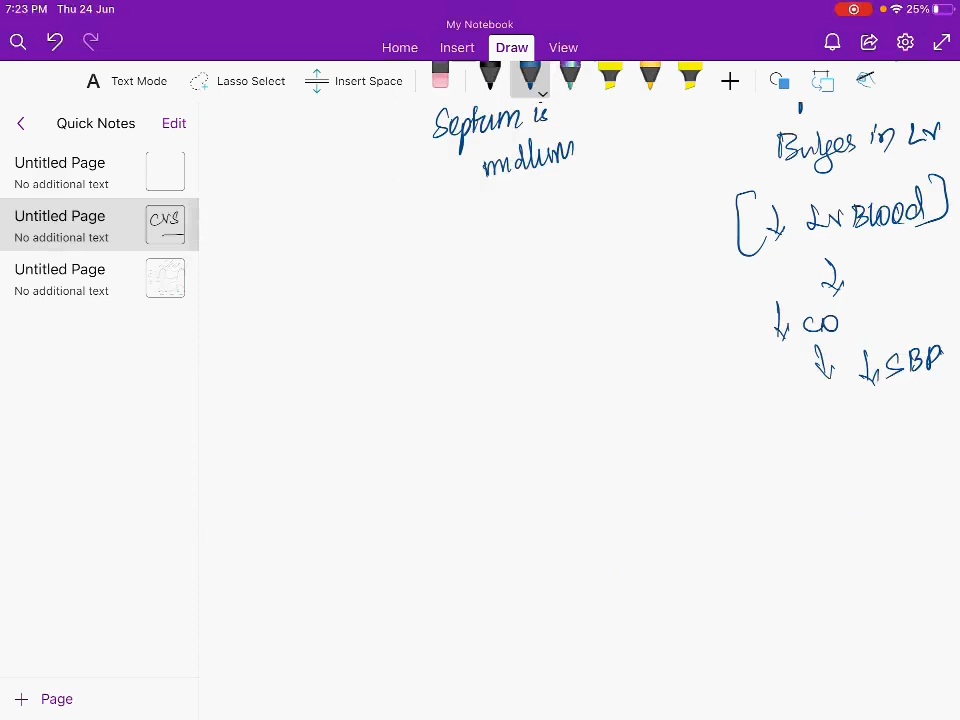 7:23 PM Thu 24 Jun 25%
My Notebook
Home Insert Draw View
Text Mode Lasso Select Insert Space
Quick Notes Edit
Untitled Page
No additional text
Untitled Page
No additional text
CNS
Untitled Page
No additional text
Page
Septum is
midline
Bulges in LV
[↓ LV Blood]
↓
↓ CO
↓ ↓ SBP